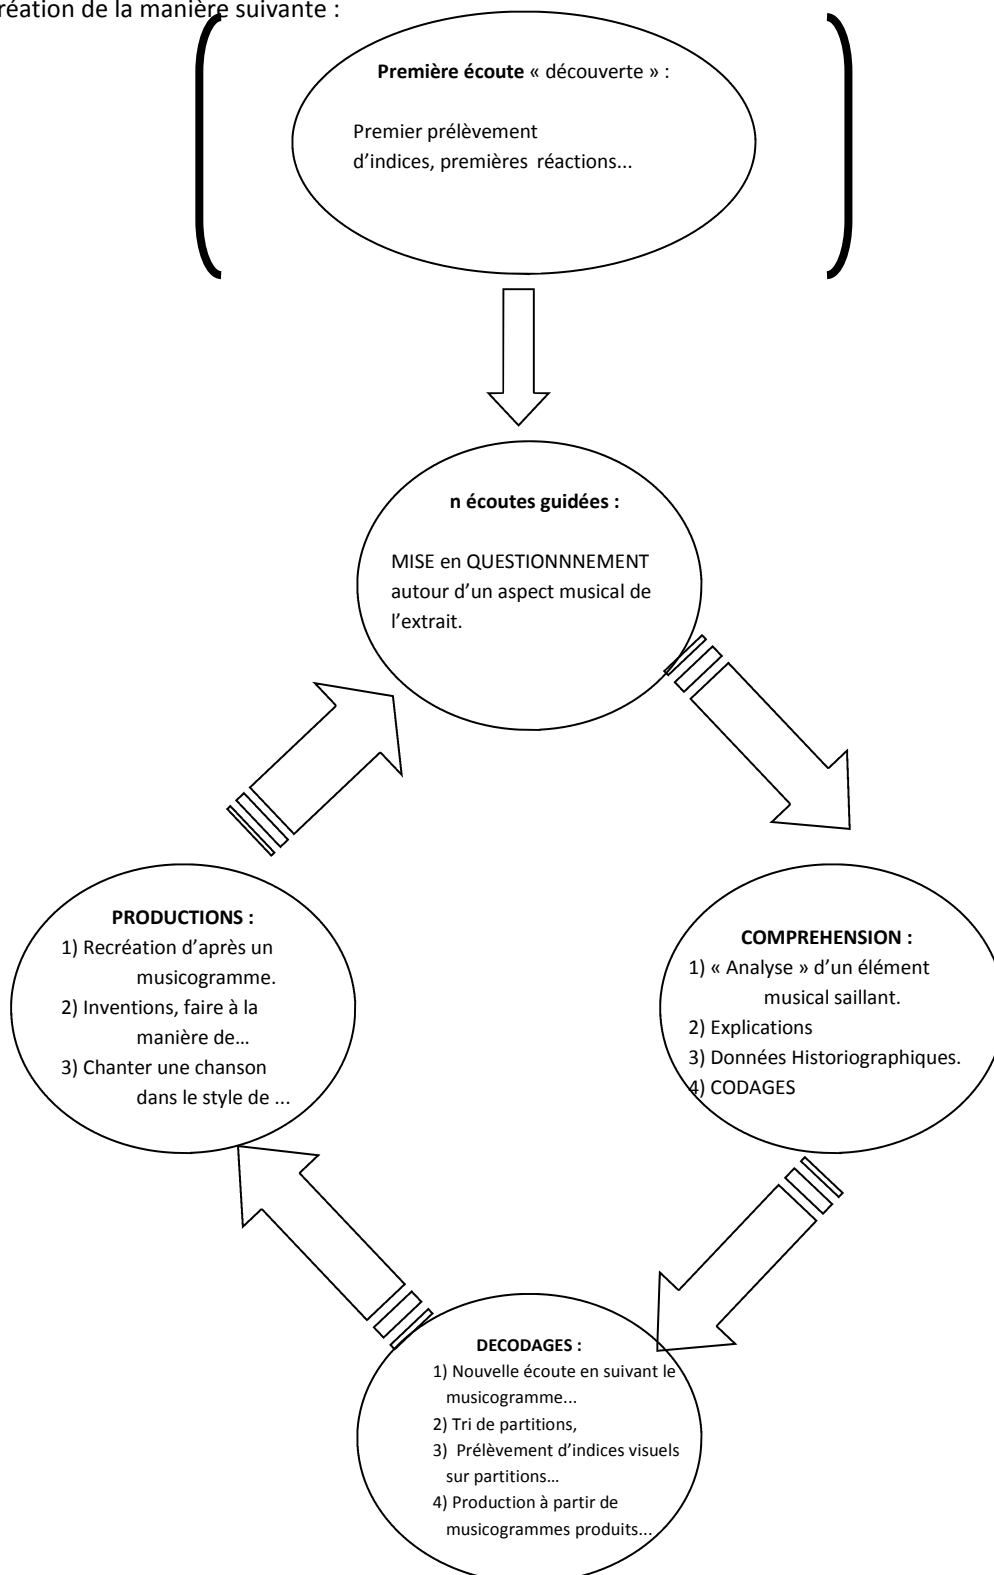 réation de la manière suivante :
Première écoute « découverte » :
Premier prélèvement
d'indices, premières réactions...
n écoutes guidées :
MISE en QUESTIONNNEMENT
autour d'un aspect musical de
l'extrait.
PRODUCTIONS :
1) Recréation d'après un
musicogramme.
2) Inventions, faire à la
manière de...
3) Chanter une chanson
dans le style de ...
COMPREHENSION :
1) « Analyse » d'un élément
musical saillant.
2) Explications
3) Données Historiographiques.
4) CODAGES
DECODAGES :
1) Nouvelle écoute en suivant le
musicogramme...
2) Tri de partitions,
3) Prélèvement d'indices visuels
sur partitions...
4) Production à partir de
musicogrammes produits...